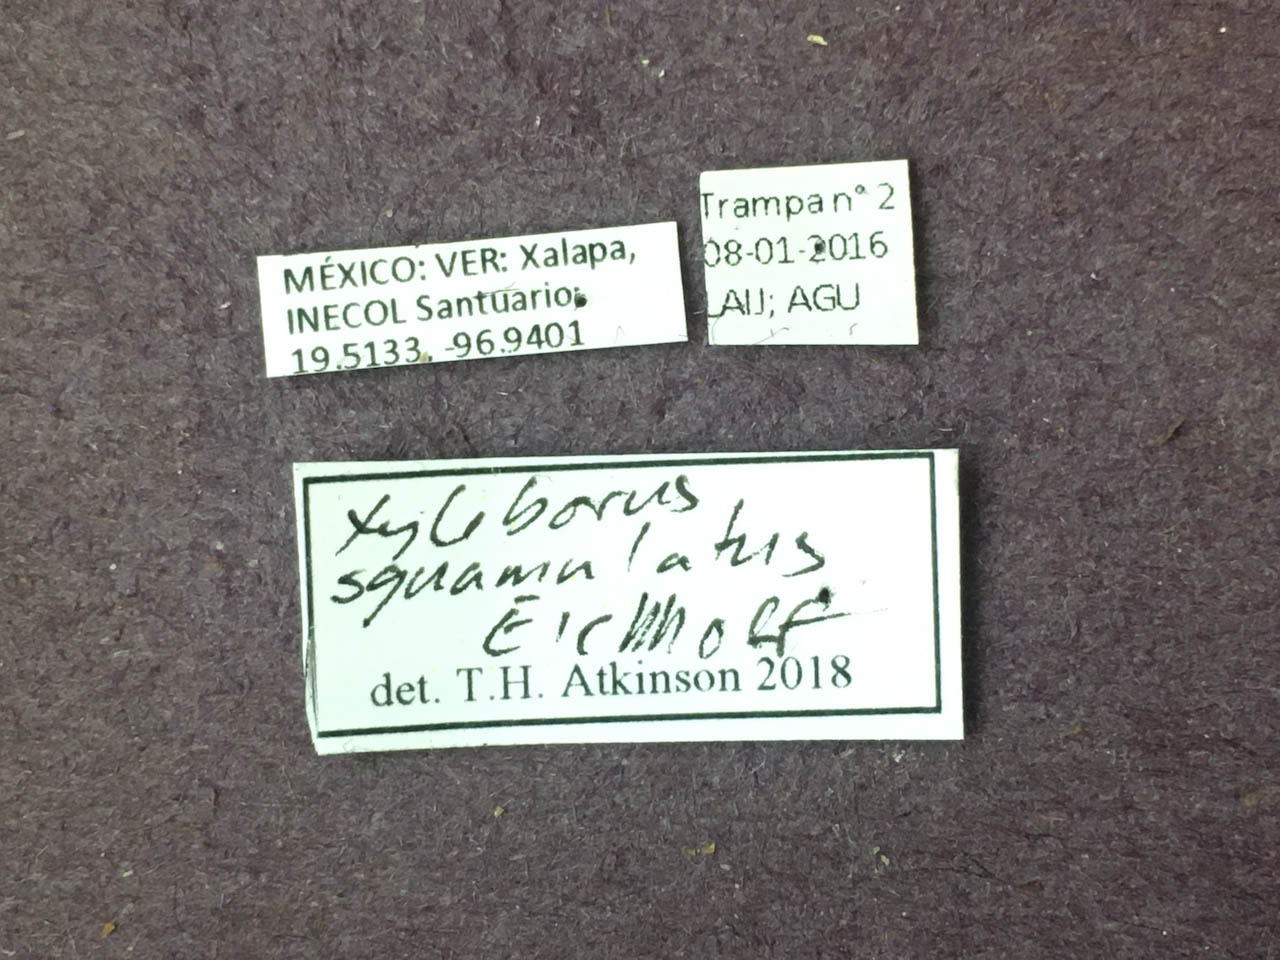 MÉXICO: VER: Xalapa,
INECOL Santuario;
19.5133, -96.9401
Trampa n° 2
08-01-2016
LAIJ; AGU
Xyleborus
squamulatus
Eichhoff
det. T.H. Atkinson 2018